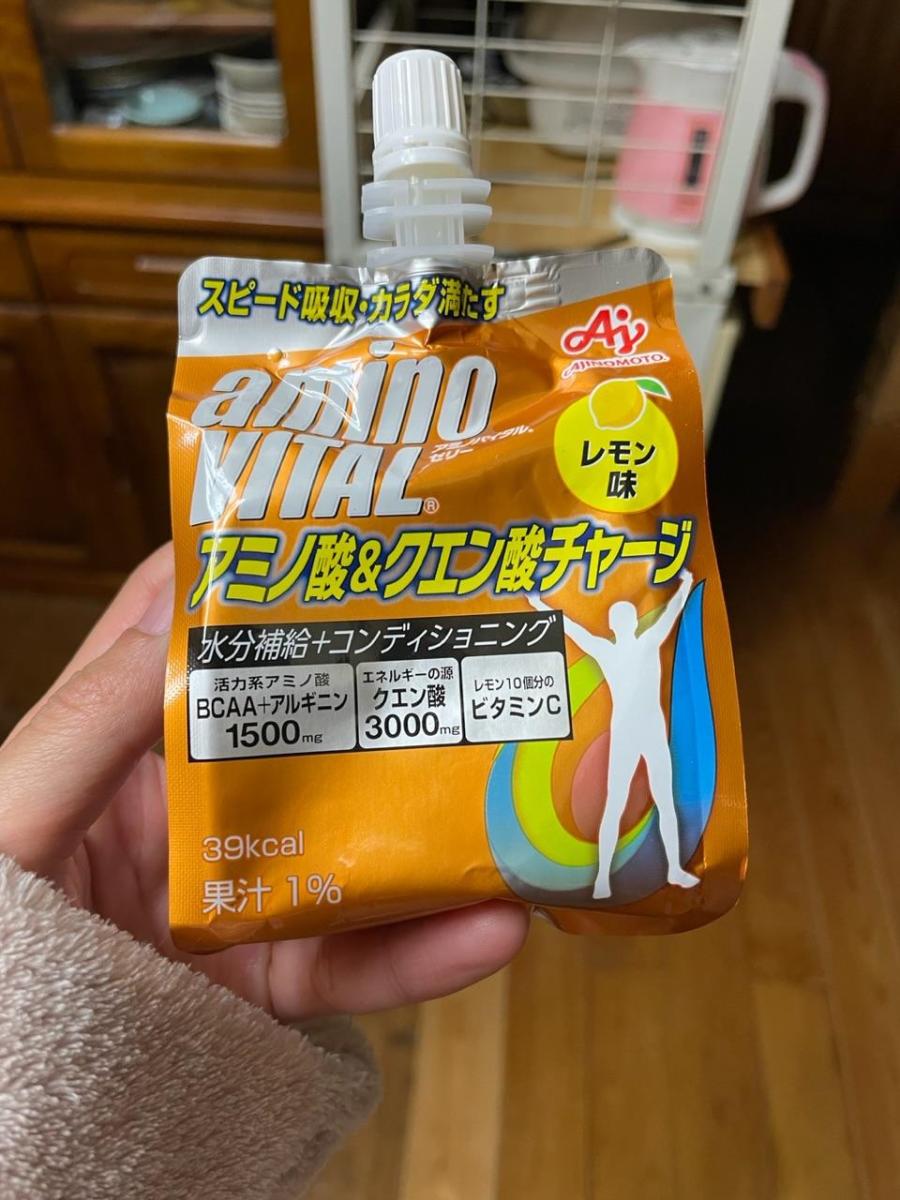 スピード吸収・カラダ満たす
Aj
AJINOMOTO®
amino
VITAL®
アミノバイタル®
ゼリー
レモン
味
アミノ酸&クエン酸チャージ
水分補給+コンディショニング
活力系アミノ酸
BCAA+アルギニン
1500mg
エネルギーの源
クエン酸
3000mg
レモン10個分の
ビタミンC
39kcal
果汁 1%